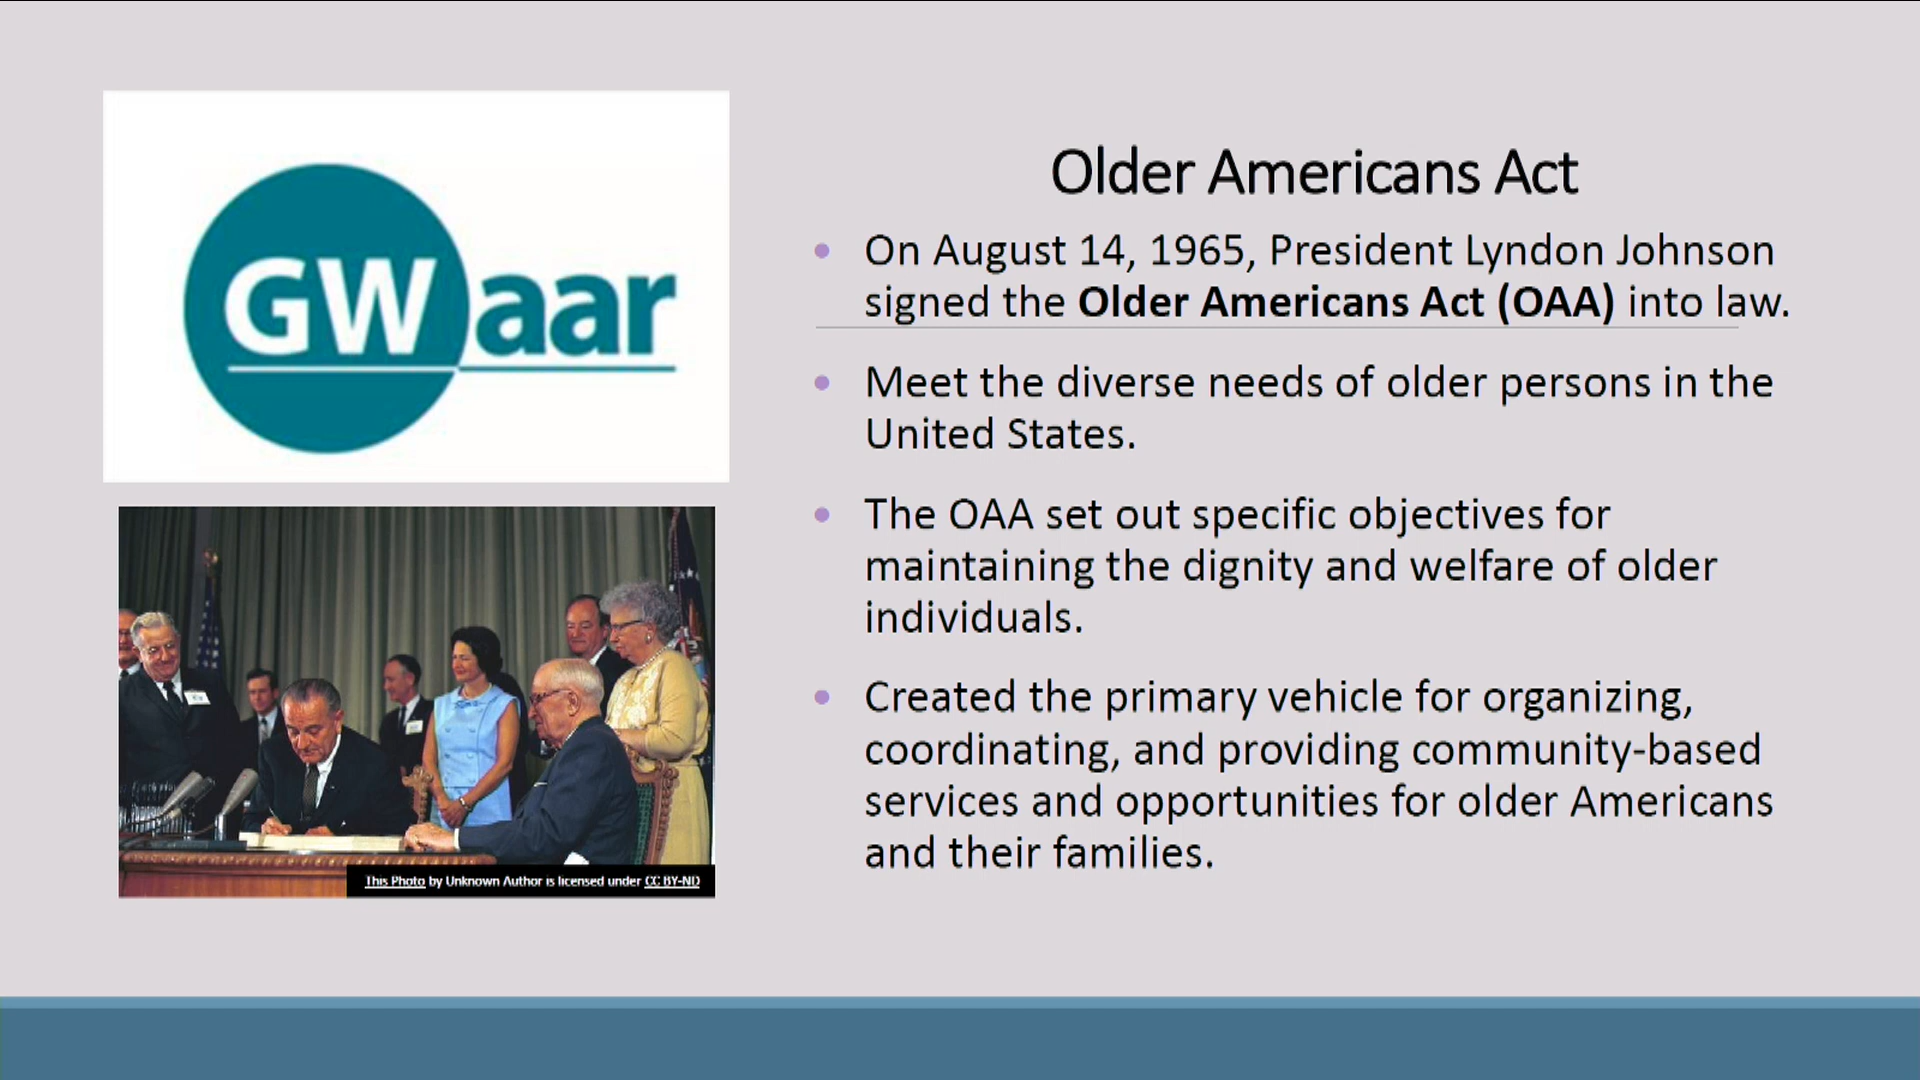 GWaar
Older Americans Act
• On August 14, 1965, President Lyndon Johnson
signed the Older Americans Act (OAA) into law.
• Meet the diverse needs of older persons in the
United States.
• The OAA set out specific objectives for
maintaining the dignity and welfare of older
individuals.
• Created the primary vehicle for organizing,
coordinating, and providing community-based
services and opportunities for older Americans
and their families.
This Photo by Unknown Author is licensed under CC BY-ND